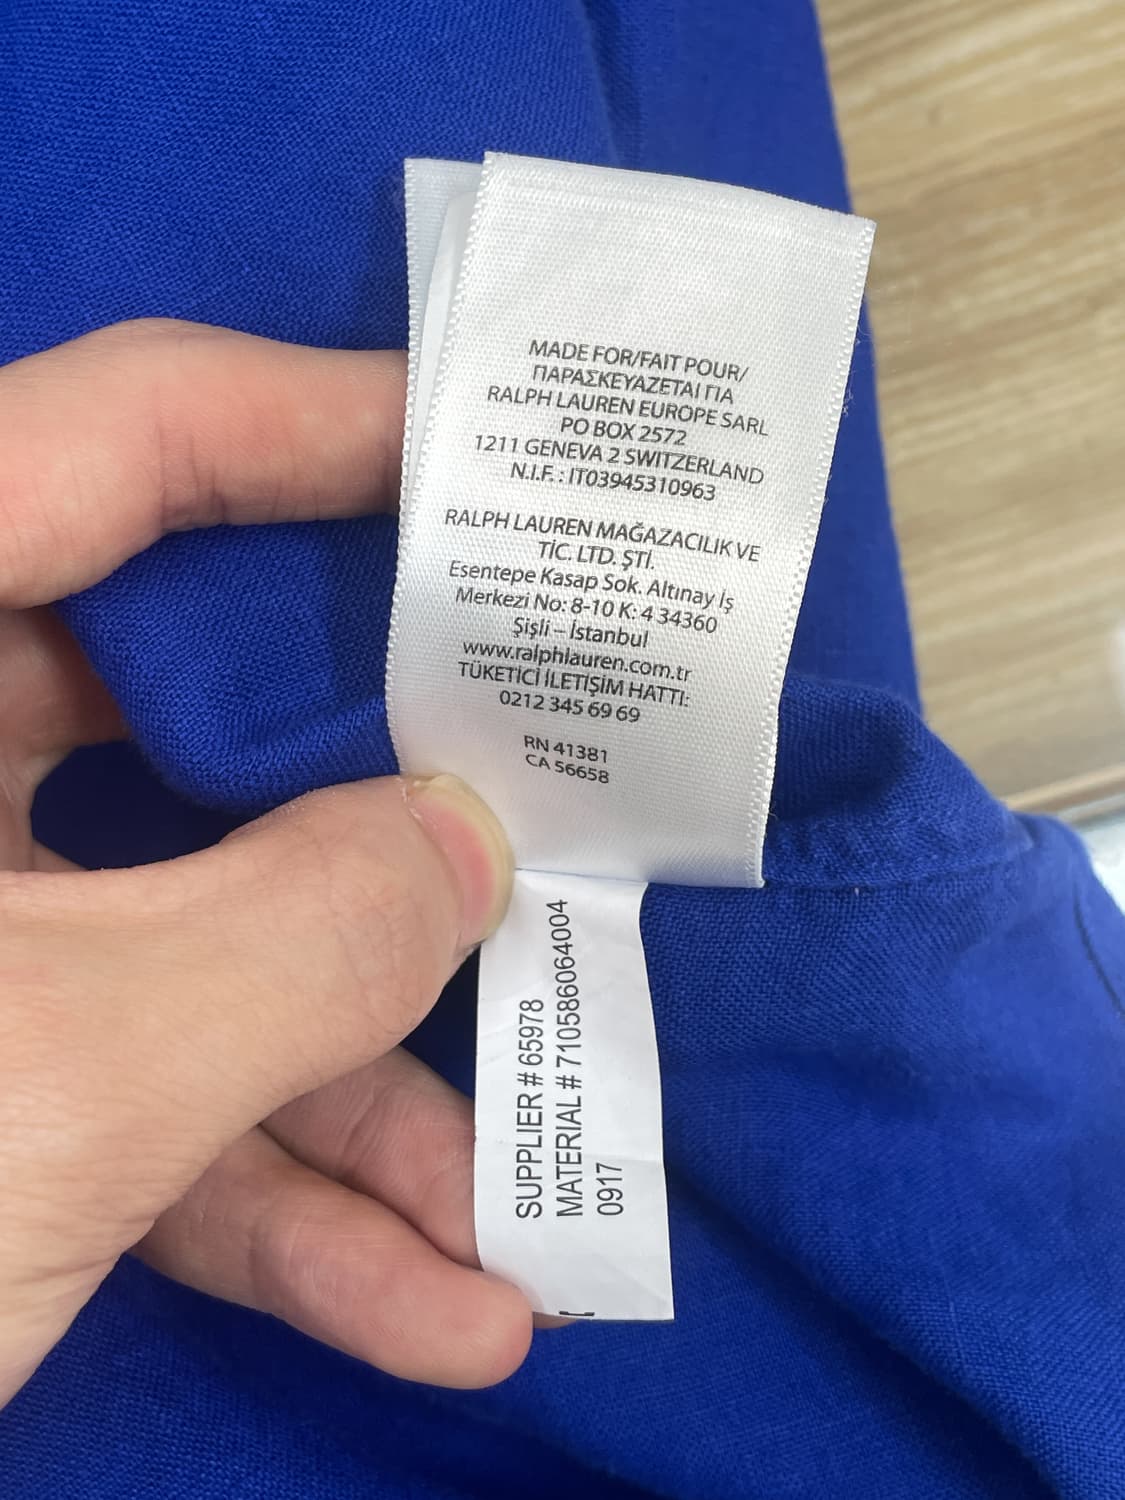 MADE FOR/FAIT POUR/
ΠΑΡΑΣΚΕΥΑΖΕΤΑΙ ΓΙΑ
RALPH LAUREN EUROPE SARL
PO BOX 2572
1211 GENEVA 2 SWITZERLAND
N.I.F. : IT03945310963
RALPH LAUREN MAĞAZACILIK VE
TİC. LTD. ŞTİ.
Esentepe Kasap Sok. Altınay İş
Merkezi No: 8-10 K: 4 34360
Şişli – İstanbul
www.ralphlauren.com.tr
TÜKETİCİ İLETİŞİM HATTI:
0212 345 69 69
RN 41381
CA 56658
SUPPLIER # 65978
MATERIAL # 710586064004
0917